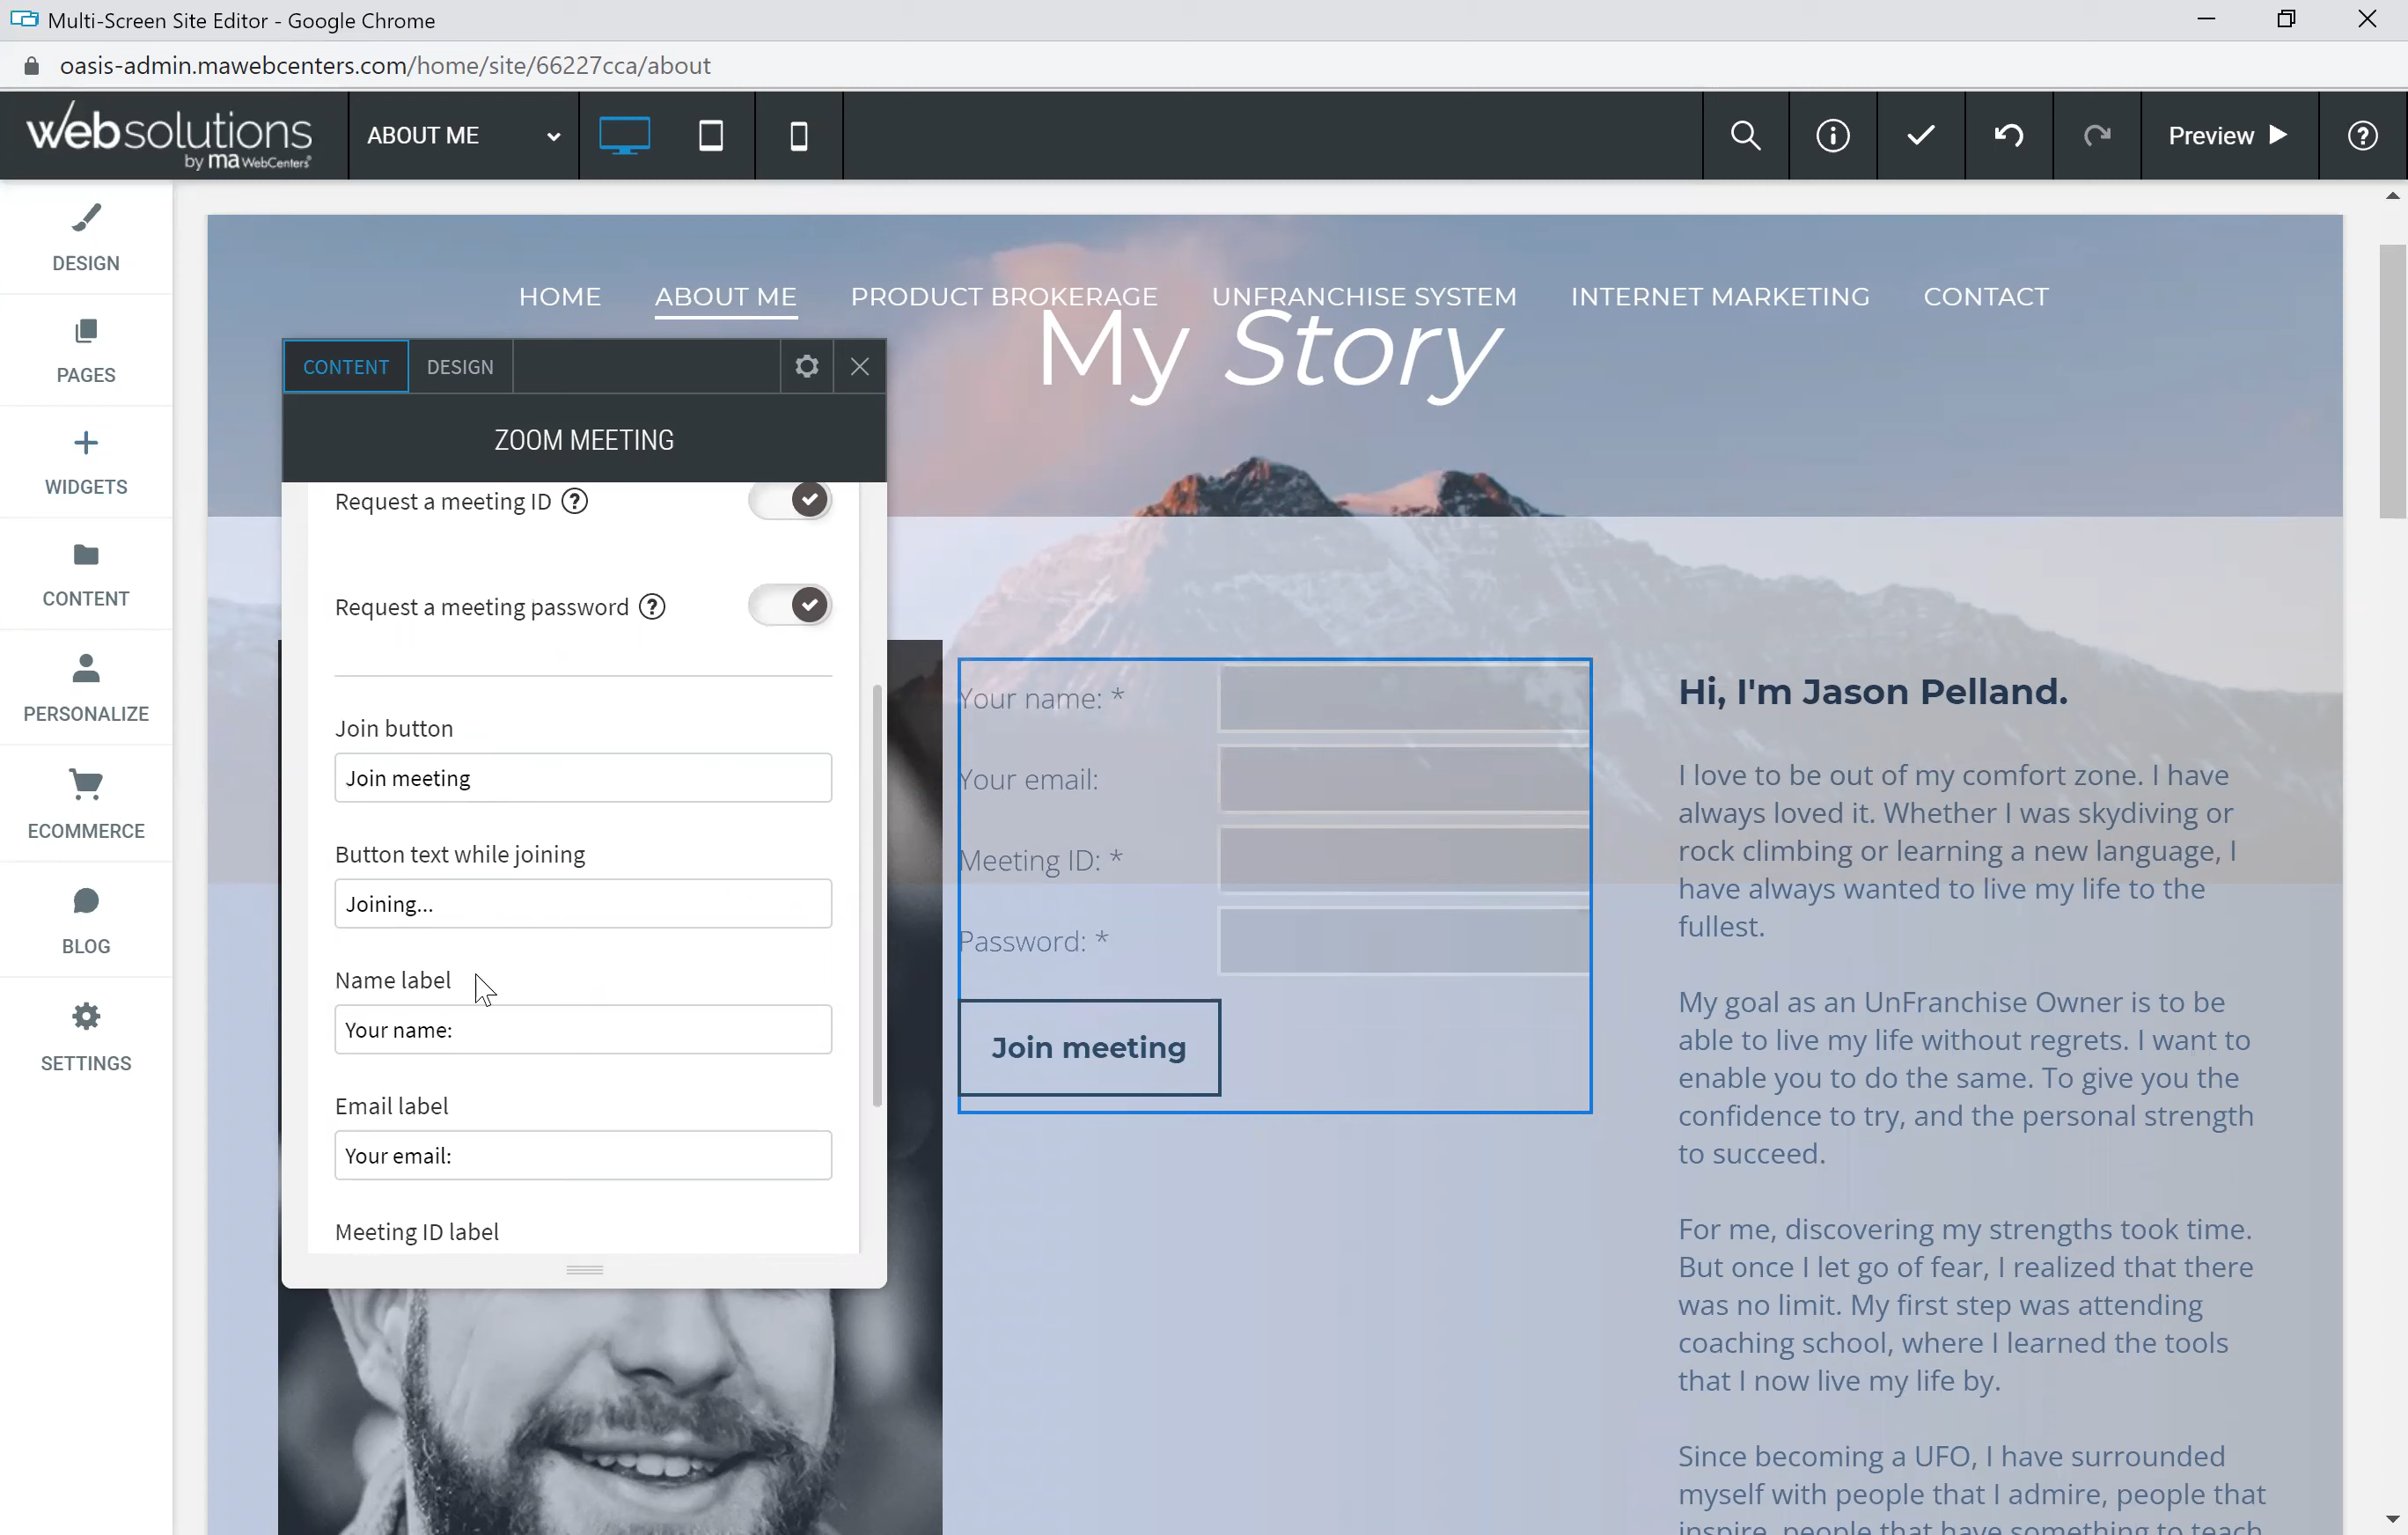 Multi-Screen Site Editor - Google Chrome
oasis-admin.mawebcenters.com/home/site/66227cca/about
websolutions
by ma WebCenters®
ABOUT ME
Preview
DESIGN
PAGES
WIDGETS
CONTENT
PERSONALIZE
ECOMMERCE
BLOG
SETTINGS
HOME ABOUT ME PRODUCT BROKERAGE UNFRANCHISE SYSTEM INTERNET MARKETING CONTACT
My Story
CONTENT DESIGN
ZOOM MEETING
Request a meeting ID ?
Request a meeting password ?
Join button
Join meeting
Button text while joining
Joining...
Name label
Your name:
Email label
Your email:
Meeting ID label
Your name: *
Your email:
Meeting ID: *
Password: *
Join meeting
Hi, I'm Jason Pelland.
I love to be out of my comfort zone. I have
always loved it. Whether I was skydiving or
rock climbing or learning a new language, I
have always wanted to live my life to the
fullest.
My goal as an UnFranchise Owner is to be
able to live my life without regrets. I want to
enable you to do the same. To give you the
confidence to try, and the personal strength
to succeed.
For me, discovering my strengths took time.
But once I let go of fear, I realized that there
was no limit. My first step was attending
coaching school, where I learned the tools
that I now live my life by.
Since becoming a UFO, I have surrounded
myself with people that I admire, people that
inspire, people that have something to teach